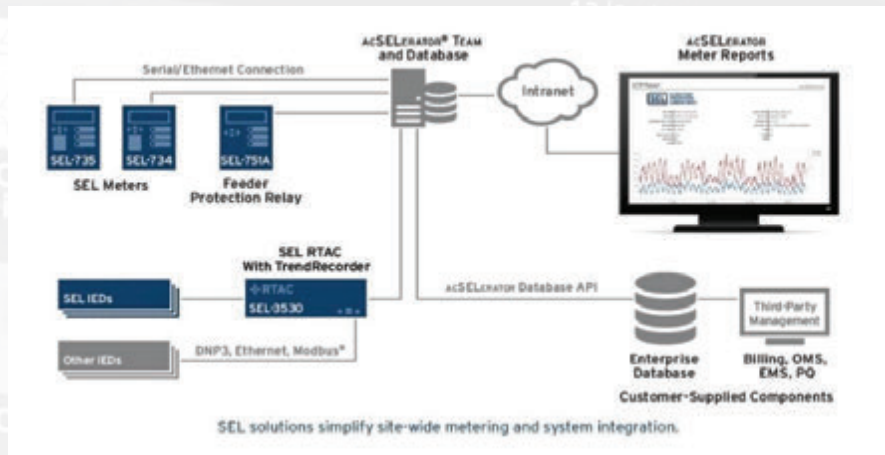 ACSELERATOR® TEAM
and Database
ACSELERATOR
Meter Reports
Serial/Ethernet Connection
Intranet
SEL
SEL-735
SEL-734
SEL-751A
SEL Meters
Feeder
Protection Relay
SEL RTAC
With TrendRecorder
SEL IEDs
RTAC
SEL-3530
ACSELERATOR Database API
Third-Party
Management
Other IEDs
DNP3, Ethernet, Modbus®
Enterprise
Database
Billing, OMS,
EMS, PQ
Customer-Supplied Components
SEL solutions simplify site-wide metering and system integration.